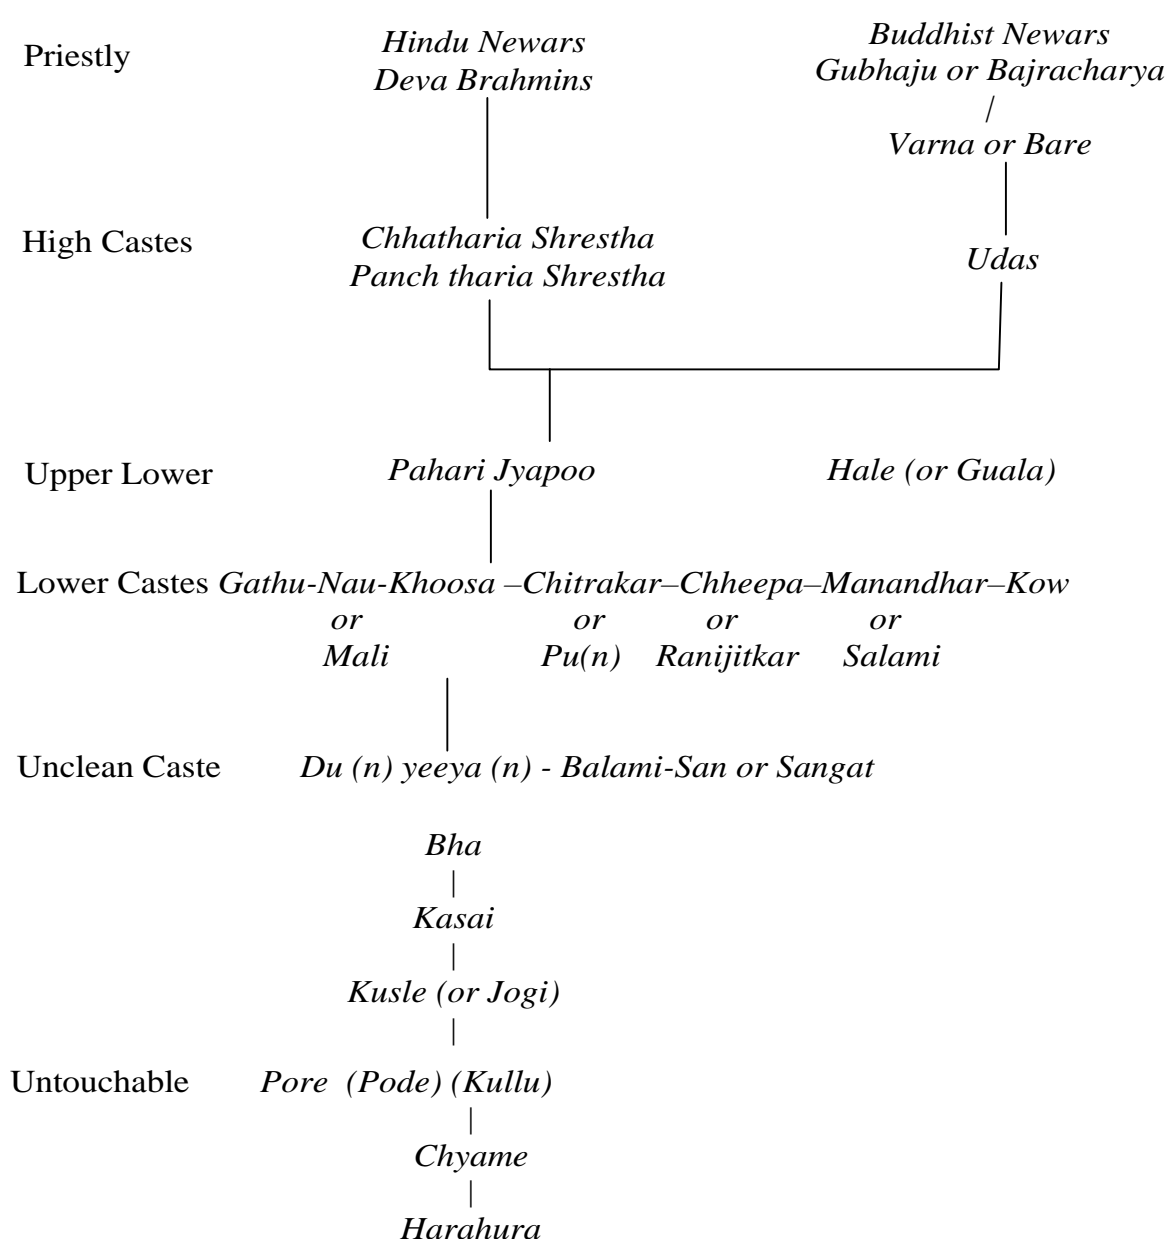 Priestly Hindu Newars Buddhist Newars
Deva Brahmins Gubhaju or Bajracharya
/
Varna or Bare
High Castes Chhatharia Shrestha
Panch tharia Shrestha Udas
Upper Lower Pahari Jyapoo Hale (or Guala)
Lower Castes Gathu-Nau-Khoosa –Chitrakar–Chheepa–Manandhar–Kow
or or or or
Mali Pu(n) Ranijitkar Salami
Unclean Caste Du (n) yeeya (n) - Balami-San or Sangat
Bha
|
Kasai
|
Kusle (or Jogi)
|
Untouchable Pore (Pode) (Kullu)
|
Chyame
|
Harahura